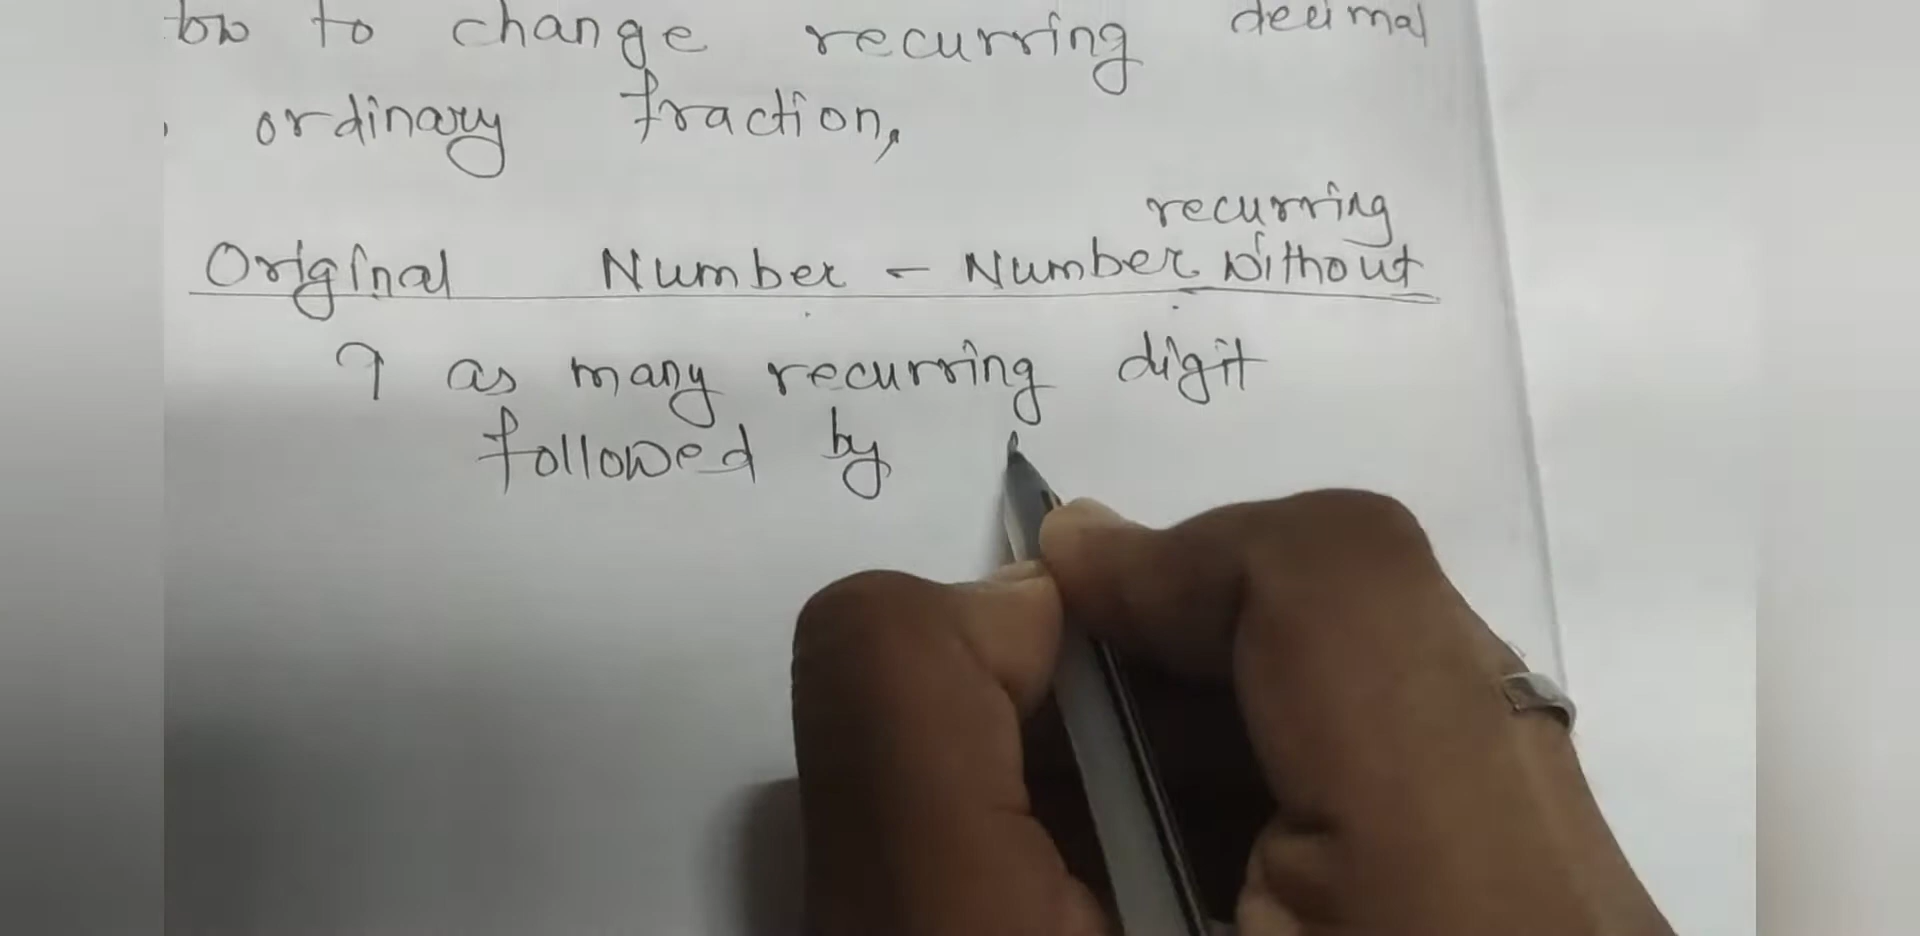 to change recurring decimal
ordinary fraction,
recurring
Original Number - Number without
9 as many recurring digit
followed by